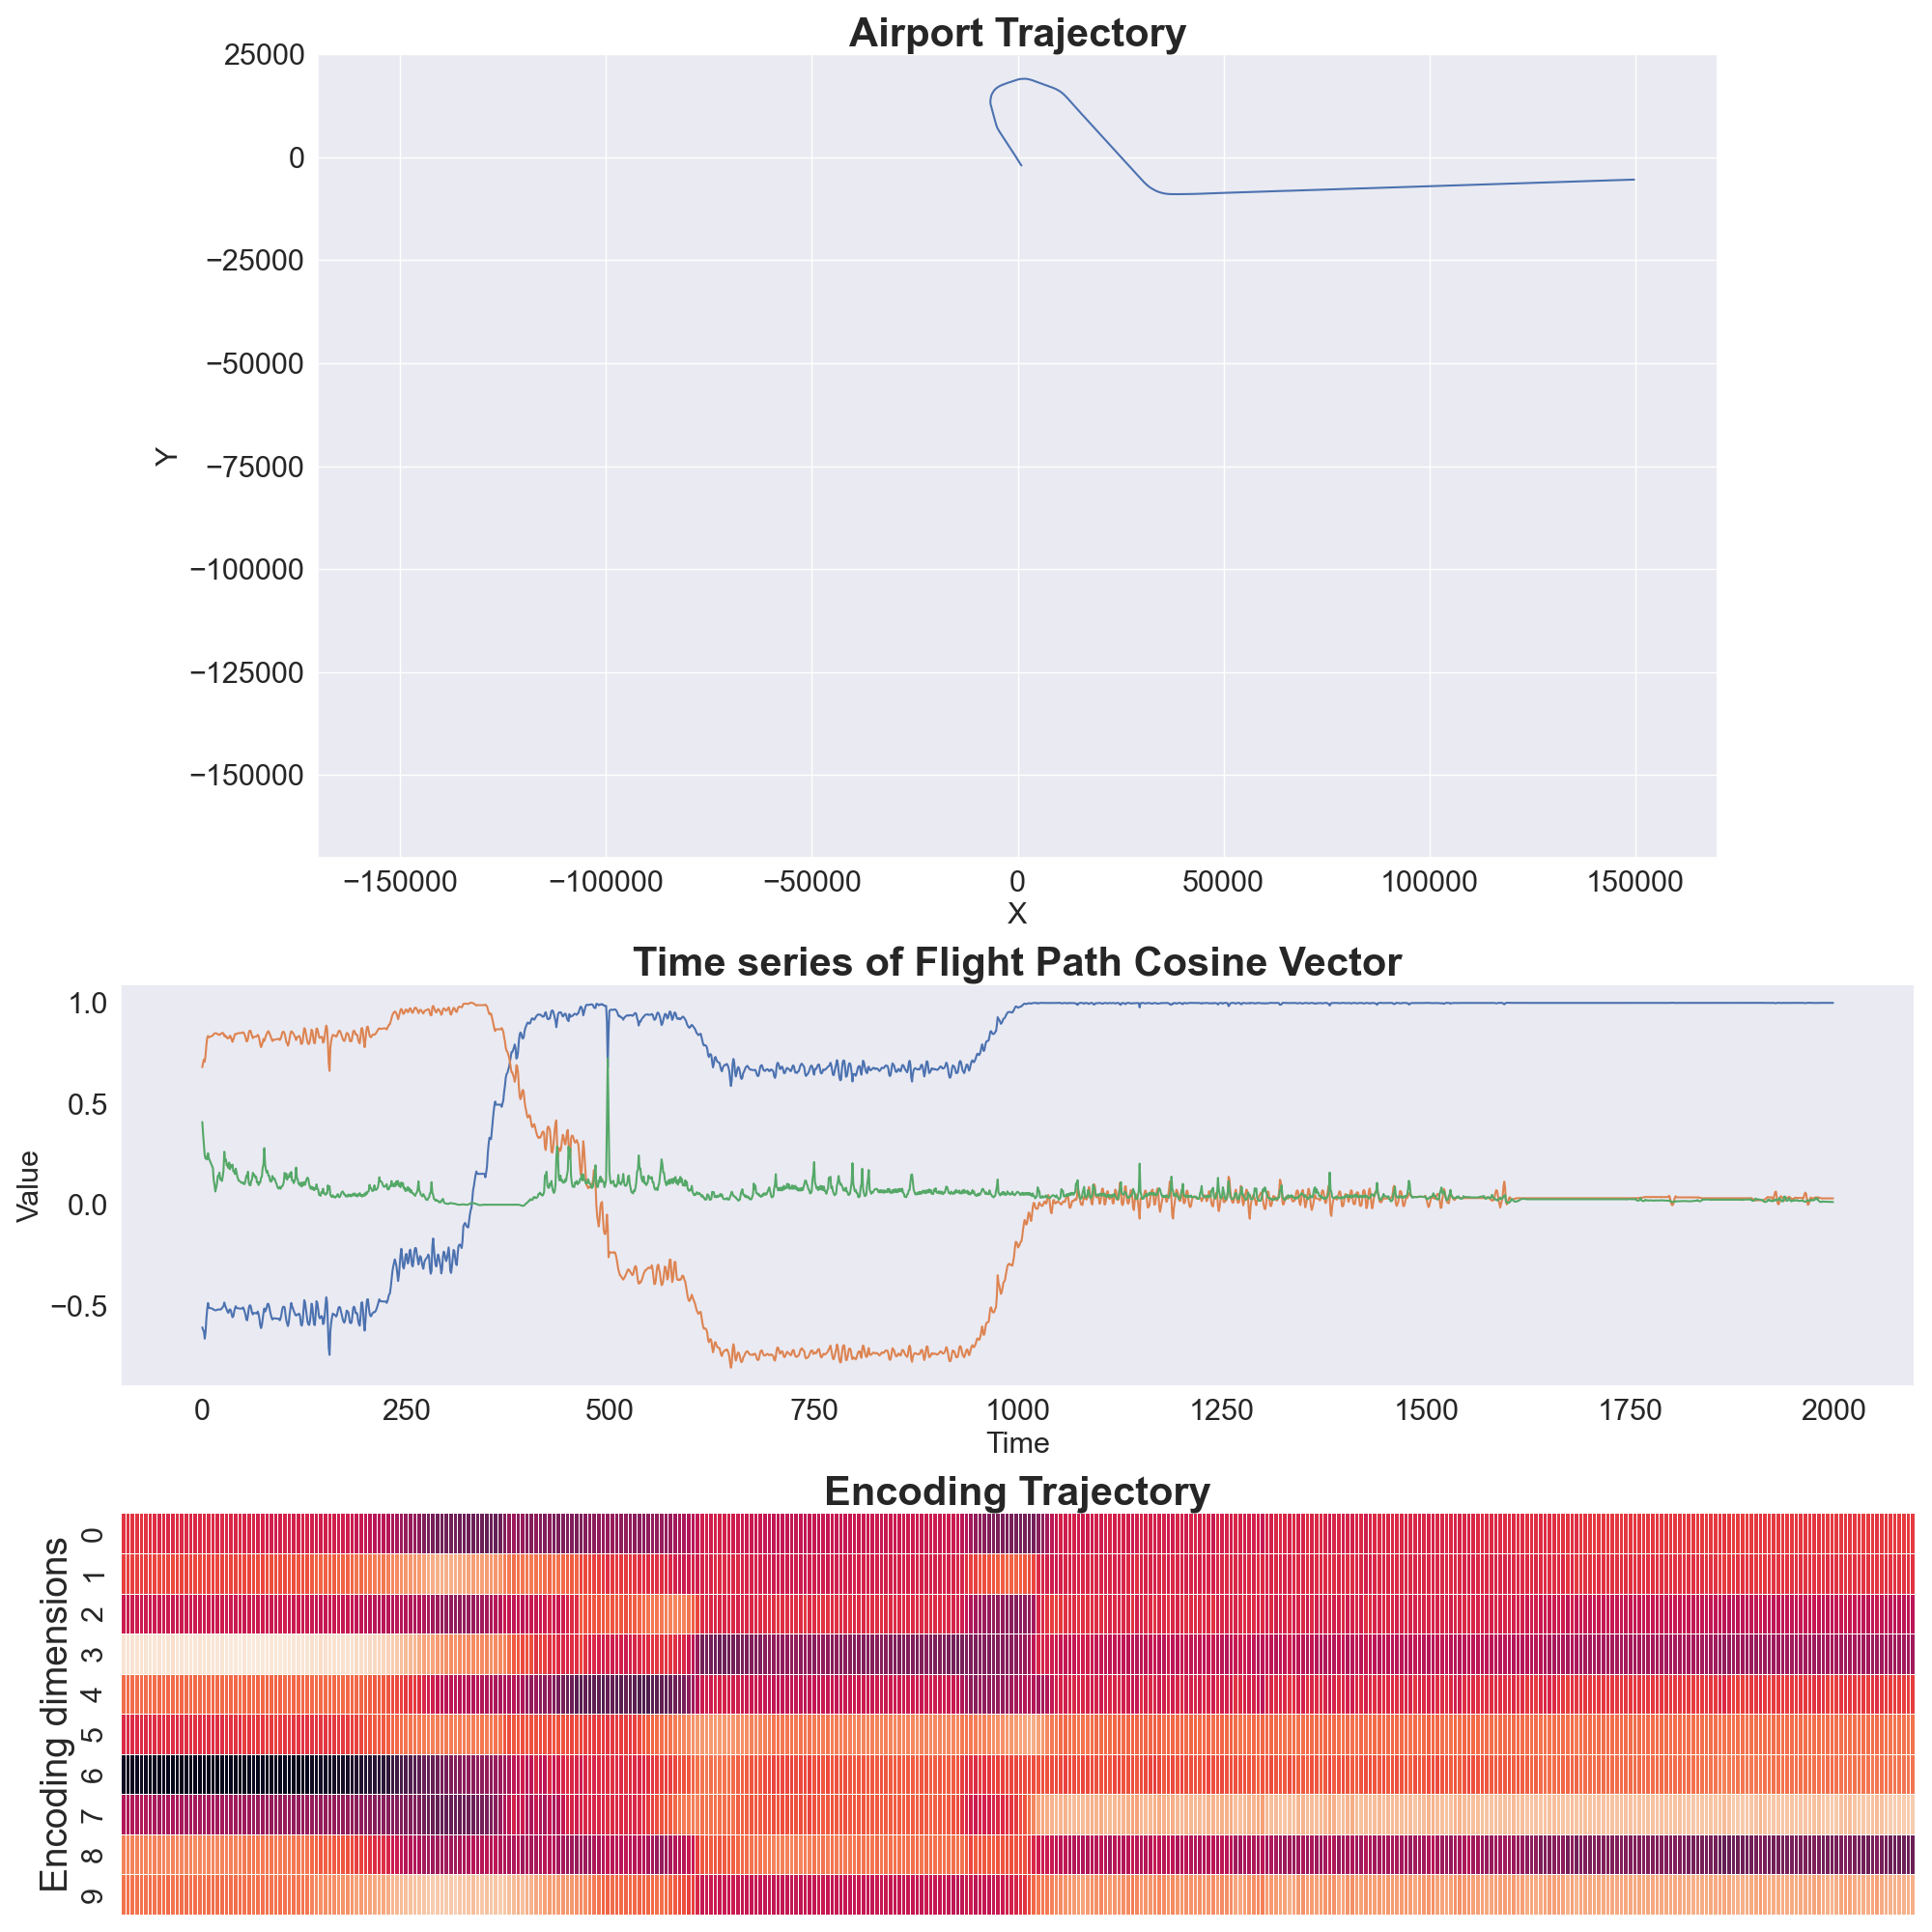 Airport Trajectory
25000
0
−25000
−50000
−75000
−100000
−125000
−150000
Y
−150000 −100000 −50000 0 50000 100000 150000
X
Time series of Flight Path Cosine Vector
1.0
0.5
0.0
−0.5
Value
0 250 500 750 1000 1250 1500 1750 2000
Time
Encoding Trajectory
Encoding dimensions
0
1
2
3
4
5
6
7
8
9